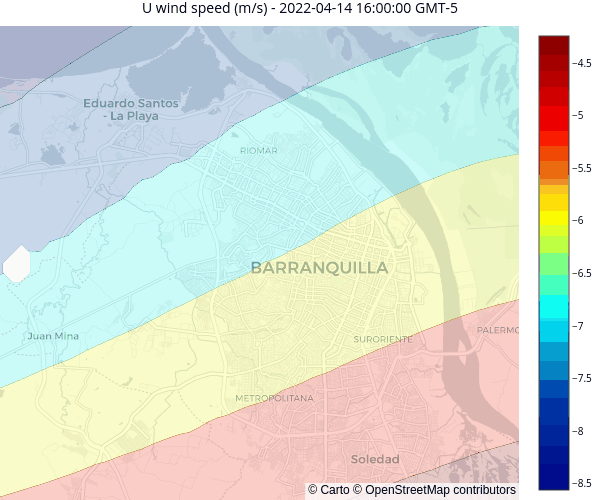 U wind speed (m/s) - 2022-04-14 16:00:00 GMT-5
Eduardo Santos
- La Playa
RIOMAR
BARRANQUILLA
Juan Mina
SURORIENTE
PALERMO
METROPOLITANA
Soledad
© Carto © OpenStreetMap contributors
−4.5
−5
−5.5
−6
−6.5
−7
−7.5
−8
−8.5